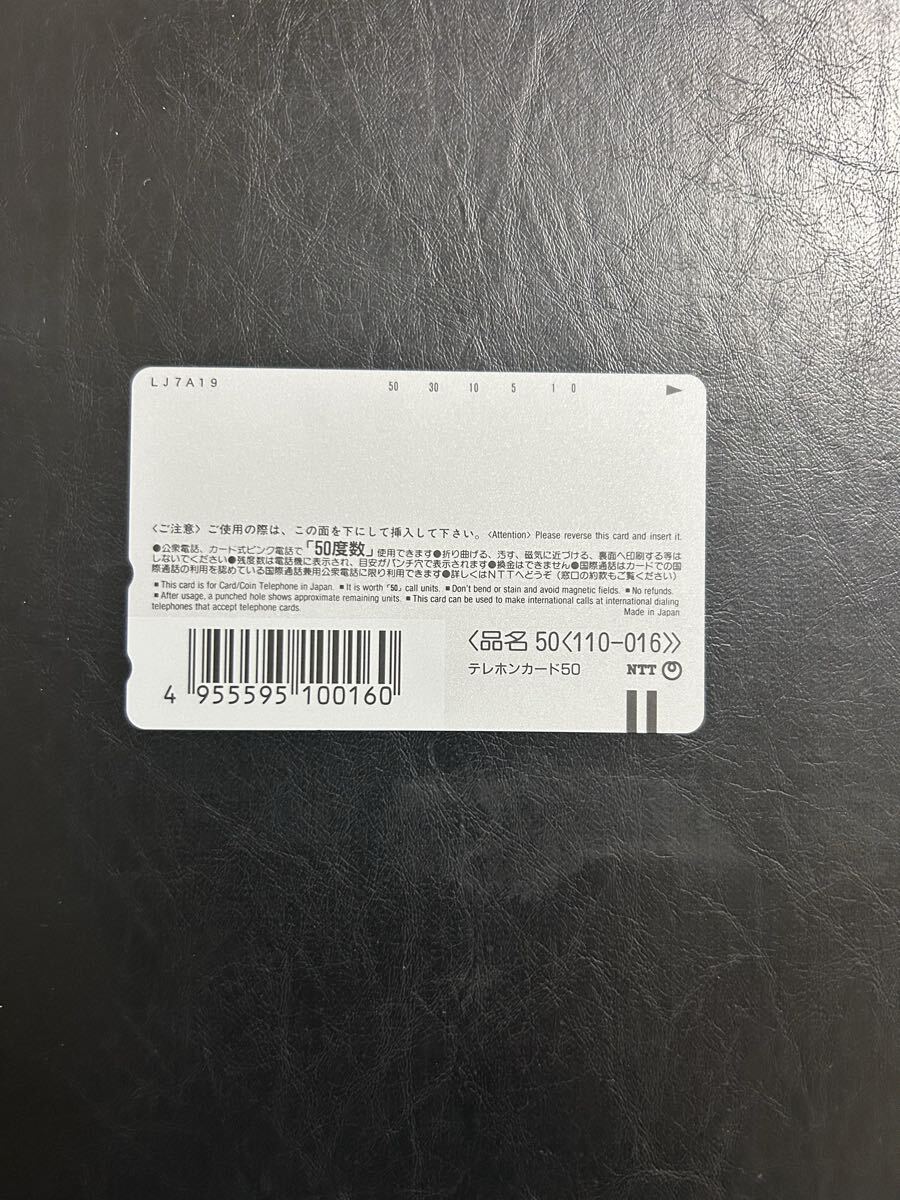 LJ7A19
50 30 10 5 1 0
〈ご注意〉ご使用の際は、この面を下にして挿入して下さい。〈Attention〉Please reverse this card and insert it.
●公衆電話、カード式ピンク電話で「50度数」使用できます●折り曲げる、汚す、磁気に近づける、裏面へ印刷する等は
しないでください●残度数は電話機に表示され、目安がパンチ穴で表示されます●換金はできません●国際通話はカードでの国
際通話の利用を認めている国際通話兼用公衆電話に限り利用できます●詳しくはNTTへどうぞ（窓口の約款もご覧ください）
■This card is for Card/Coin Telephone in Japan. ■It is worth「50」call units. ■Don't bend or stain and avoid magnetic fields. ■No refunds.
■After usage, a punched hole shows approximate remaining units. ■This card can be used to make international calls at international dialing
telephones that accept telephone cards. Made in Japan
〈品名 50〈110-016〉〉
テレホンカード50 NTT
4 955595 100160